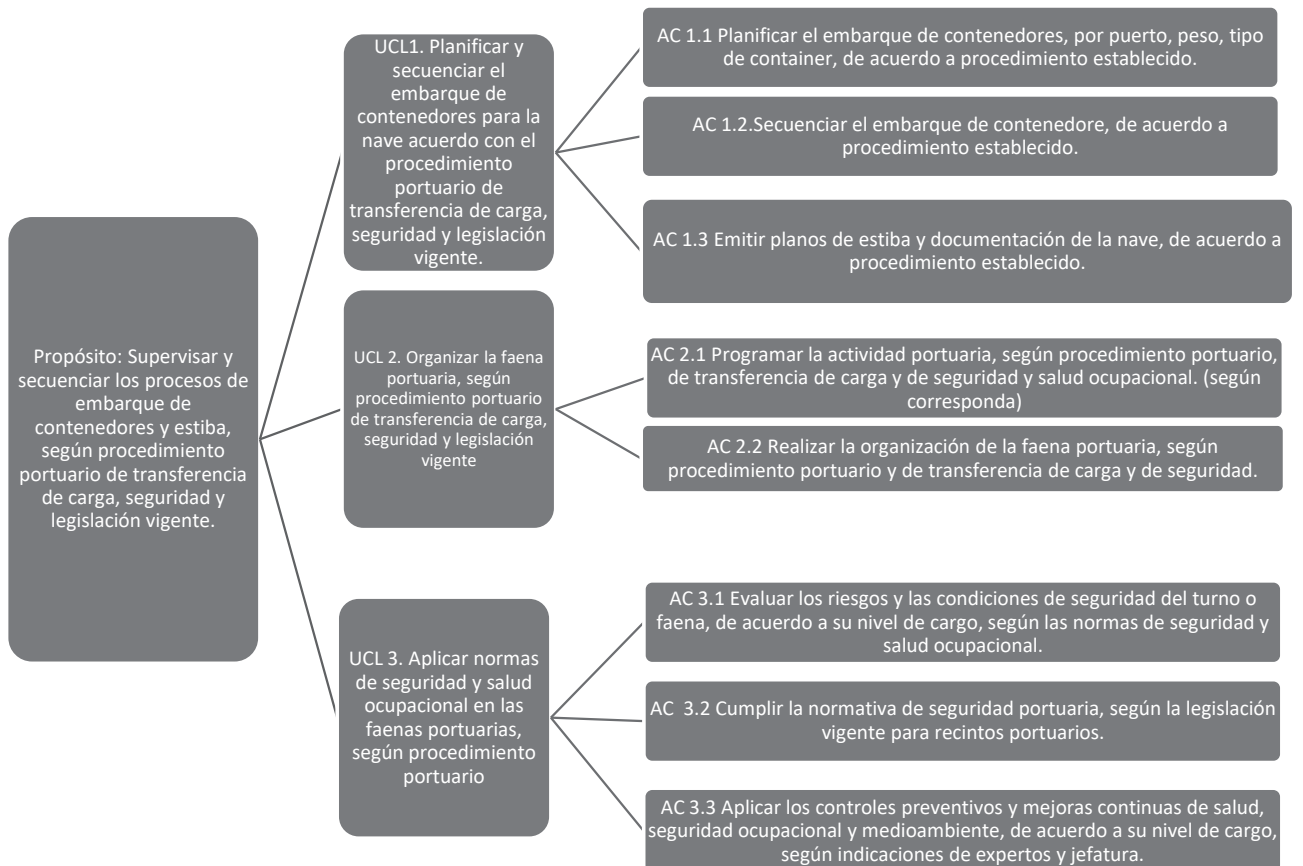 Propósito: Supervisar y
secuenciar los procesos de
embarque de
contenedores y estiba,
según procedimiento
portuario de transferencia
de carga, seguridad y
legislación vigente.
UCL1. Planificar y
secuenciar el
embarque de
contenedores para la
nave acuerdo con el
procedimiento
portuario de
transferencia de carga,
seguridad y legislación
vigente.
AC 1.1 Planificar el embarque de contenedores, por puerto, peso, tipo
de container, de acuerdo a procedimiento establecido.
AC 1.2.Secuenciar el embarque de contenedore, de acuerdo a
procedimiento establecido.
AC 1.3 Emitir planos de estiba y documentación de la nave, de acuerdo a
procedimiento establecido.
UCL 2. Organizar la faena
portuaria, según
procedimiento portuario
de transferencia de carga,
seguridad y legislación
vigente
AC 2.1 Programar la actividad portuaria, según procedimiento portuario,
de transferencia de carga y de seguridad y salud ocupacional. (según
corresponda)
AC 2.2 Realizar la organización de la faena portuaria, según
procedimiento portuario y de transferencia de carga y de seguridad.
UCL 3. Aplicar normas
de seguridad y salud
ocupacional en las
faenas portuarias,
según procedimiento
portuario
AC 3.1 Evaluar los riesgos y las condiciones de seguridad del turno o
faena, de acuerdo a su nivel de cargo, según las normas de seguridad y
salud ocupacional.
AC 3.2 Cumplir la normativa de seguridad portuaria, según la legislación
vigente para recintos portuarios.
AC 3.3 Aplicar los controles preventivos y mejoras continuas de salud,
seguridad ocupacional y medioambiente, de acuerdo a su nivel de cargo,
según indicaciones de expertos y jefatura.